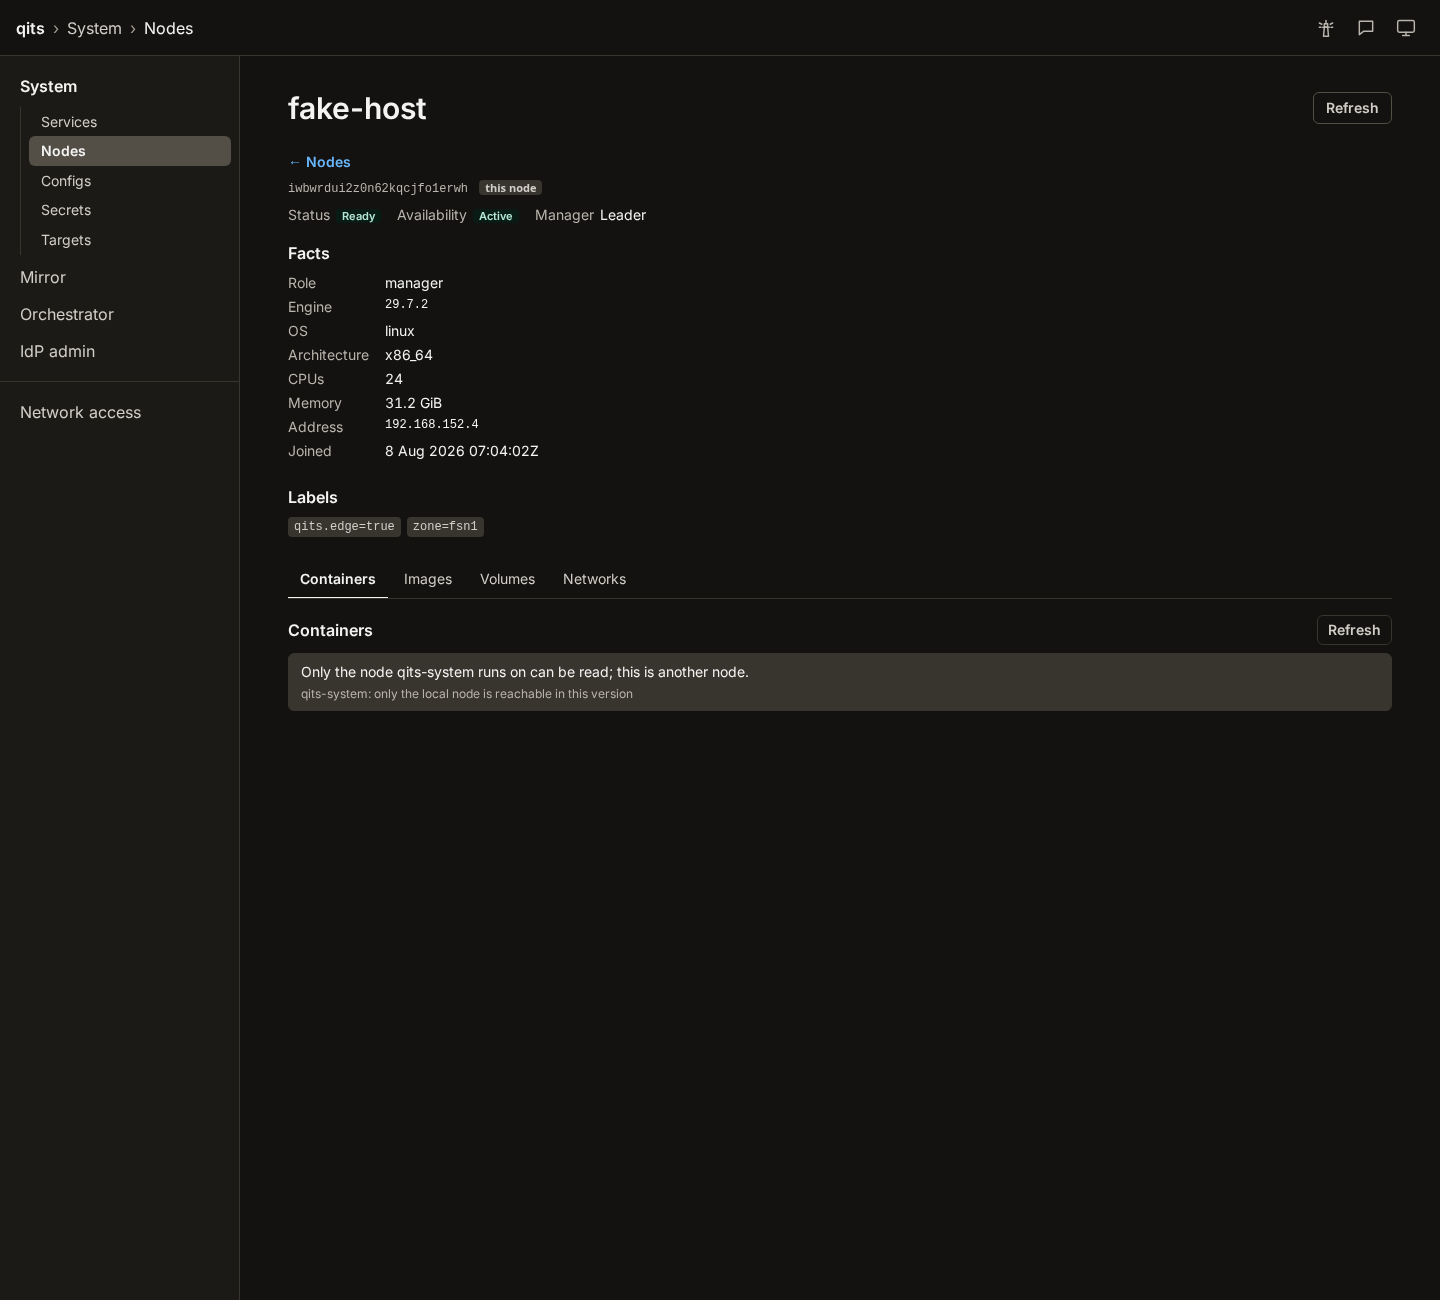 qits › System › Nodes
System
Services
Nodes
Configs
Secrets
Targets
Mirror
Orchestrator
IdP admin
Network access
fake-host
Refresh
← Nodes
iwbwrdui2z0n62kqcjfo1erwh this node
Status Ready Availability Active Manager Leader
Facts
Role manager
Engine 29.7.2
OS linux
Architecture x86_64
CPUs 24
Memory 31.2 GiB
Address 192.168.152.4
Joined 8 Aug 2026 07:04:02Z
Labels
qits.edge=true zone=fsn1
Containers Images Volumes Networks
Containers
Refresh
Only the node qits-system runs on can be read; this is another node.
qits-system: only the local node is reachable in this version